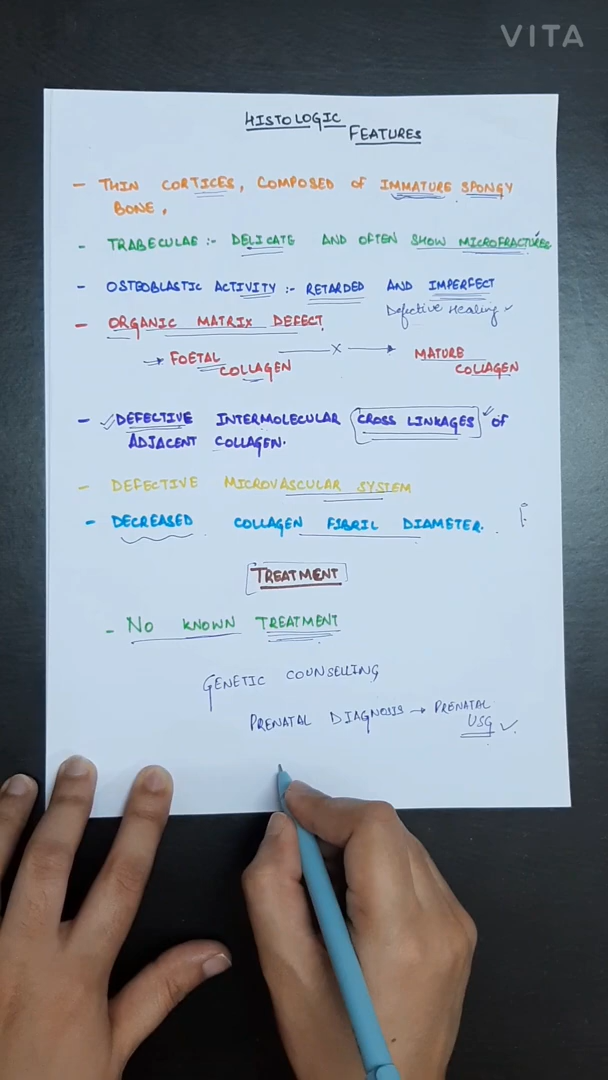 VITA
HISTOLOGIC
FEATURES
- THIN CORTICES, COMPOSED of IMMATURE SPONGY
BONE,
- TRABECULAE :- DELICATE AND OFTEN SHOW MICROFRACTURES
- OSTEOBLASTIC ACTIVITY :- RETARDED AND IMPERFECT
Defective Healing
- ORGANIC MATRIX DEFECT
→ FOETAL COLLAGEN —x→ MATURE COLLAGEN
- DEFECTIVE INTERMOLECULAR CROSS LINKAGES of
ADJACENT COLLAGEN.
- DEFECTIVE MICROVASCULAR SYSTEM
- DECREASED COLLAGEN FIBRIL DIAMETER.
TREATMENT
- NO KNOWN TREATMENT
GENETIC COUNSELLING
PRENATAL DIAGNOSIS → PRENATAL
USG ✓